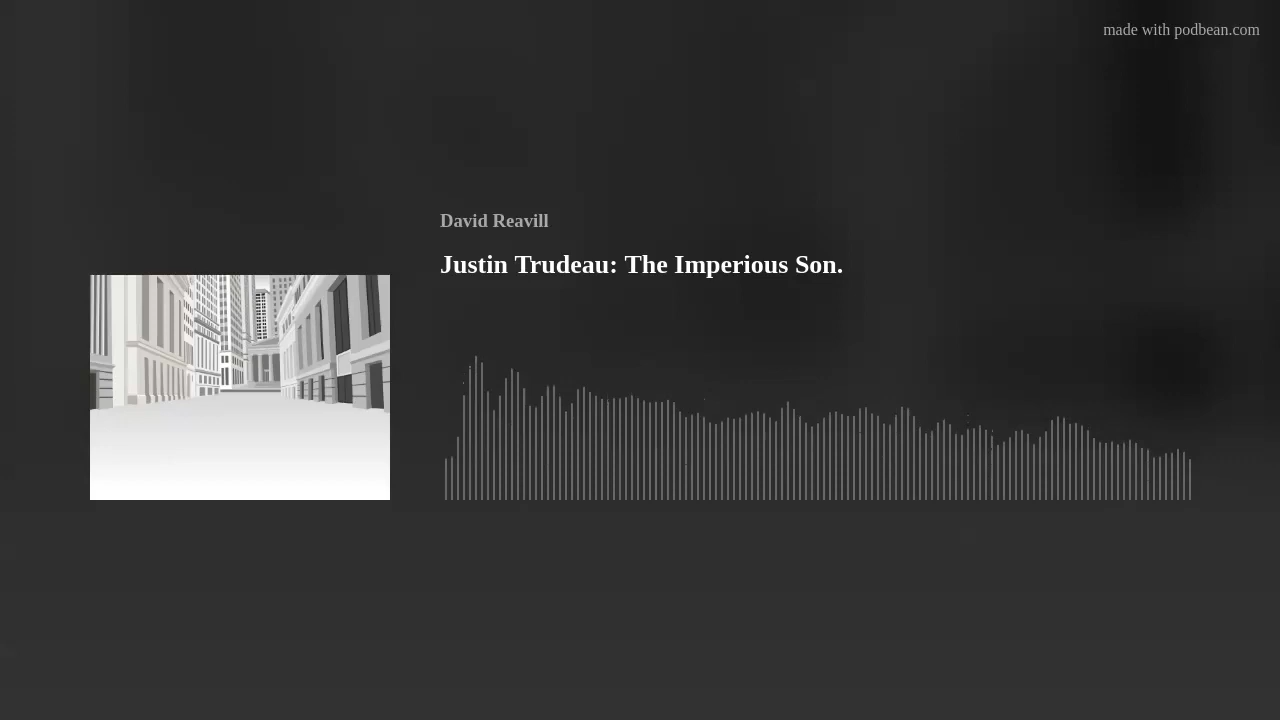 made with podbean.com
David Reavill
Justin Trudeau: The Imperious Son.